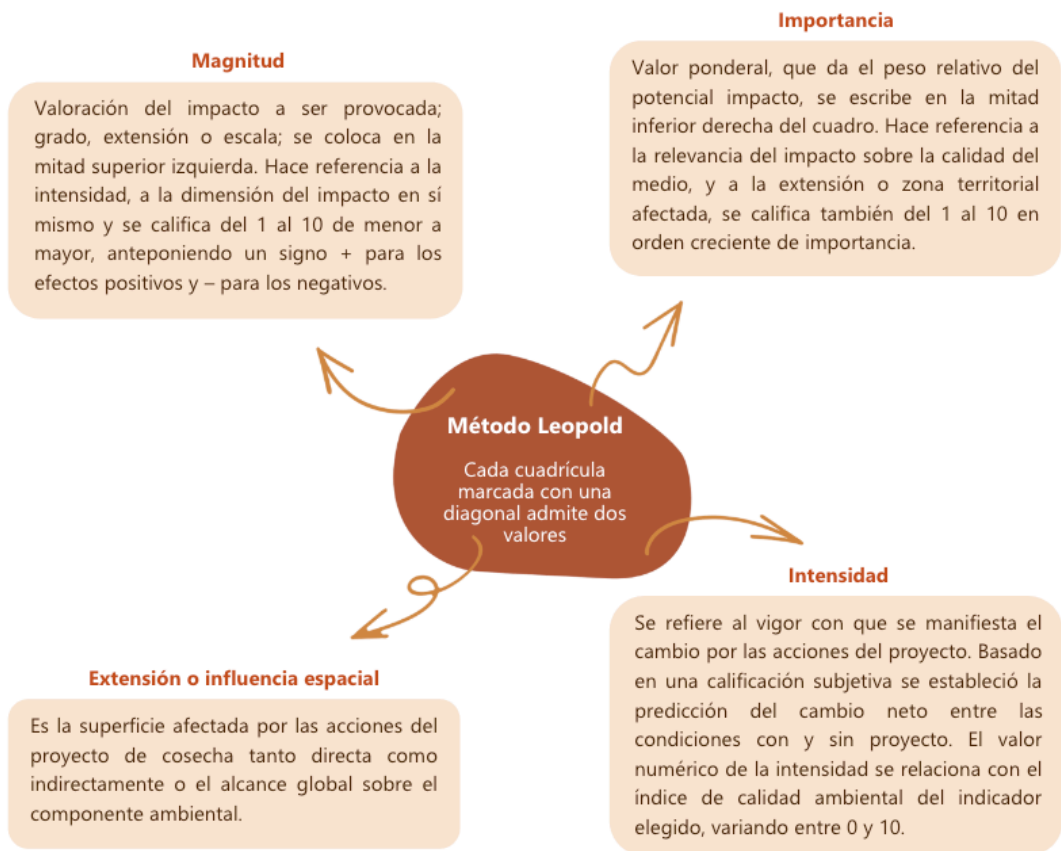 Magnitud
Valoración del impacto a ser provocada;
grado, extensión o escala; se coloca en la
mitad superior izquierda. Hace referencia a la
intensidad, a la dimensión del impacto en sí
mismo y se califica del 1 al 10 de menor a
mayor, anteponiendo un signo + para los
efectos positivos y – para los negativos.
Importancia
Valor ponderal, que da el peso relativo del
potencial impacto, se escribe en la mitad
inferior derecha del cuadro. Hace referencia a
la relevancia del impacto sobre la calidad del
medio, y a la extensión o zona territorial
afectada, se califica también del 1 al 10 en
orden creciente de importancia.
Método Leopold
Cada cuadrícula
marcada con una
diagonal admite dos
valores
Extensión o influencia espacial
Es la superficie afectada por las acciones del
proyecto de cosecha tanto directa como
indirectamente o el alcance global sobre el
componente ambiental.
Intensidad
Se refiere al vigor con que se manifiesta el
cambio por las acciones del proyecto. Basado
en una calificación subjetiva se estableció la
predicción del cambio neto entre las
condiciones con y sin proyecto. El valor
numérico de la intensidad se relaciona con el
índice de calidad ambiental del indicador
elegido, variando entre 0 y 10.